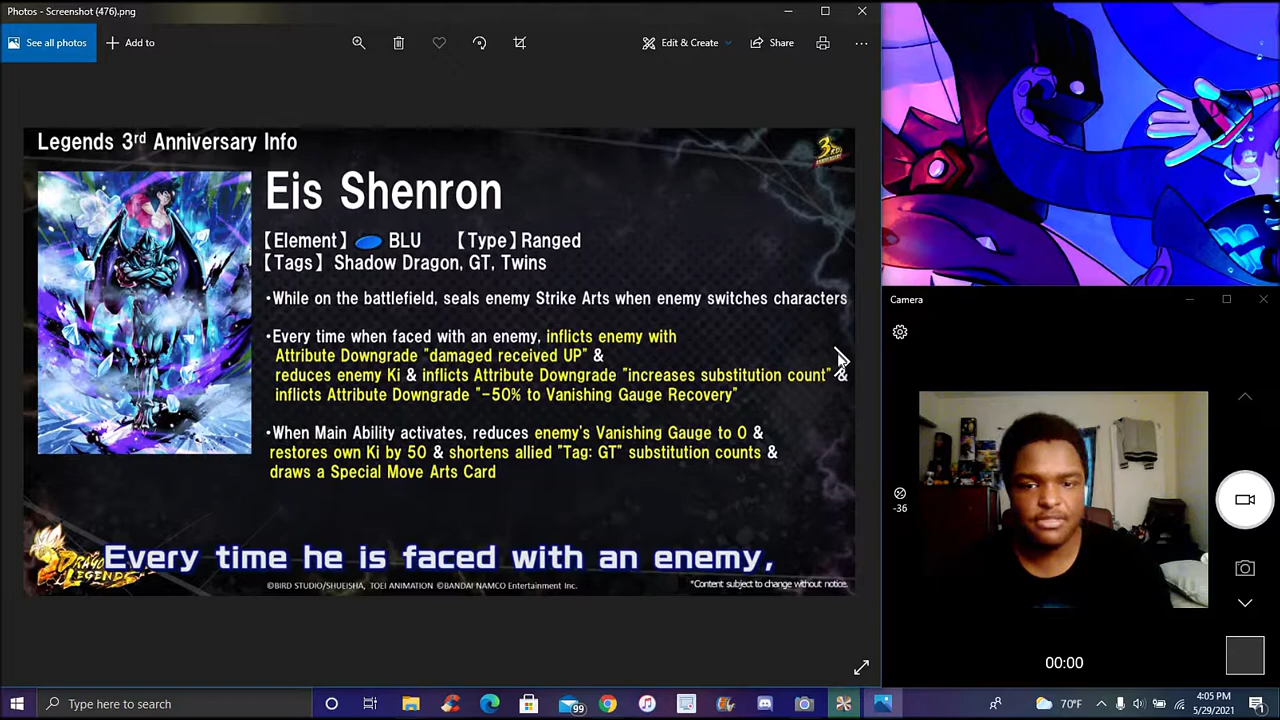 Photos - Screenshot (476).png
See all photos
Add to
Edit & Create
Share
Legends 3rd Anniversary Info
3RD
ANNIVERSARY
Eis Shenron
【Element】 BLU 【Type】Ranged
【Tags】 Shadow Dragon, GT, Twins
•While on the battlefield, seals enemy Strike Arts when enemy switches characters
•Every time when faced with an enemy, inflicts enemy with
Attribute Downgrade "damaged received UP" &
reduces enemy Ki & inflicts Attribute Downgrade "increases substitution count" &
inflicts Attribute Downgrade "-50% to Vanishing Gauge Recovery"
•When Main Ability activates, reduces enemy's Vanishing Gauge to 0 &
restores own Ki by 50 & shortens allied "Tag: GT" substitution counts &
draws a Special Move Arts Card
Every time he is faced with an enemy,
©BIRD STUDIO/SHUEISHA, TOEI ANIMATION ©BANDAI NAMCO Entertainment Inc.
*Content subject to change without notice.
Camera
-36
00:00
Type here to search
99
70°F
4:05 PM
5/29/2021
1